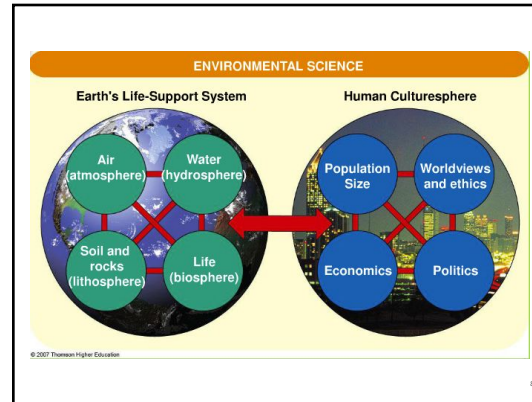 ENVIRONMENTAL SCIENCE
Earth's Life-Support System
Human Culturesphere
Air
(atmosphere)
Water
(hydrosphere)
Soil and
rocks
(lithosphere)
Life
(biosphere)
Population
Size
Worldviews
and ethics
Economics
Politics
© 2007 Thomson Higher Education